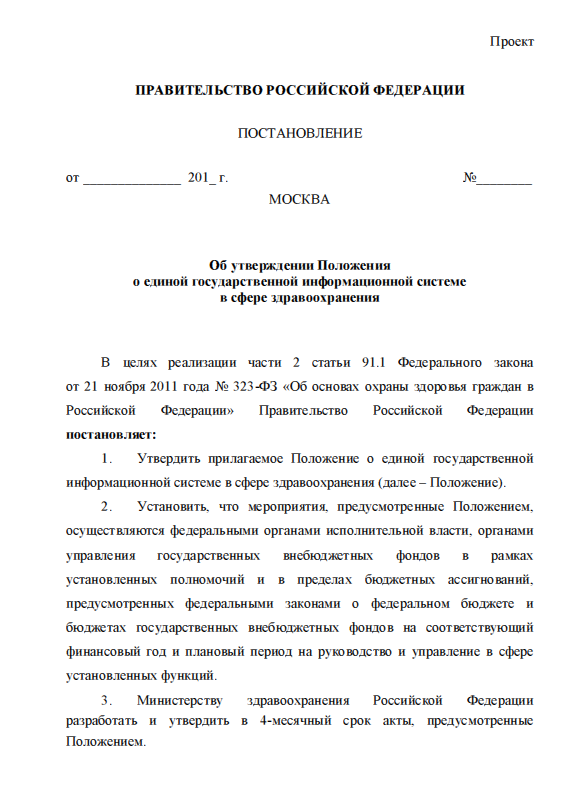 Проект
ПРАВИТЕЛЬСТВО РОССИЙСКОЙ ФЕДЕРАЦИИ
ПОСТАНОВЛЕНИЕ
от ______________ 201_ г. №________
МОСКВА
Об утверждении Положения
о единой государственной информационной системе
в сфере здравоохранения
В целях реализации части 2 статьи 91.1 Федерального закона
от 21 ноября 2011 года № 323-ФЗ «Об основах охраны здоровья граждан в
Российской Федерации» Правительство Российской Федерации
постановляет:
1. Утвердить прилагаемое Положение о единой государственной
информационной системе в сфере здравоохранения (далее – Положение).
2. Установить, что мероприятия, предусмотренные Положением,
осуществляются федеральными органами исполнительной власти, органами
управления государственных внебюджетных фондов в рамках
установленных полномочий и в пределах бюджетных ассигнований,
предусмотренных федеральными законами о федеральном бюджете и
бюджетах государственных внебюджетных фондов на соответствующий
финансовый год и плановый период на руководство и управление в сфере
установленных функций.
3. Министерству здравоохранения Российской Федерации
разработать и утвердить в 4-месячный срок акты, предусмотренные
Положением.